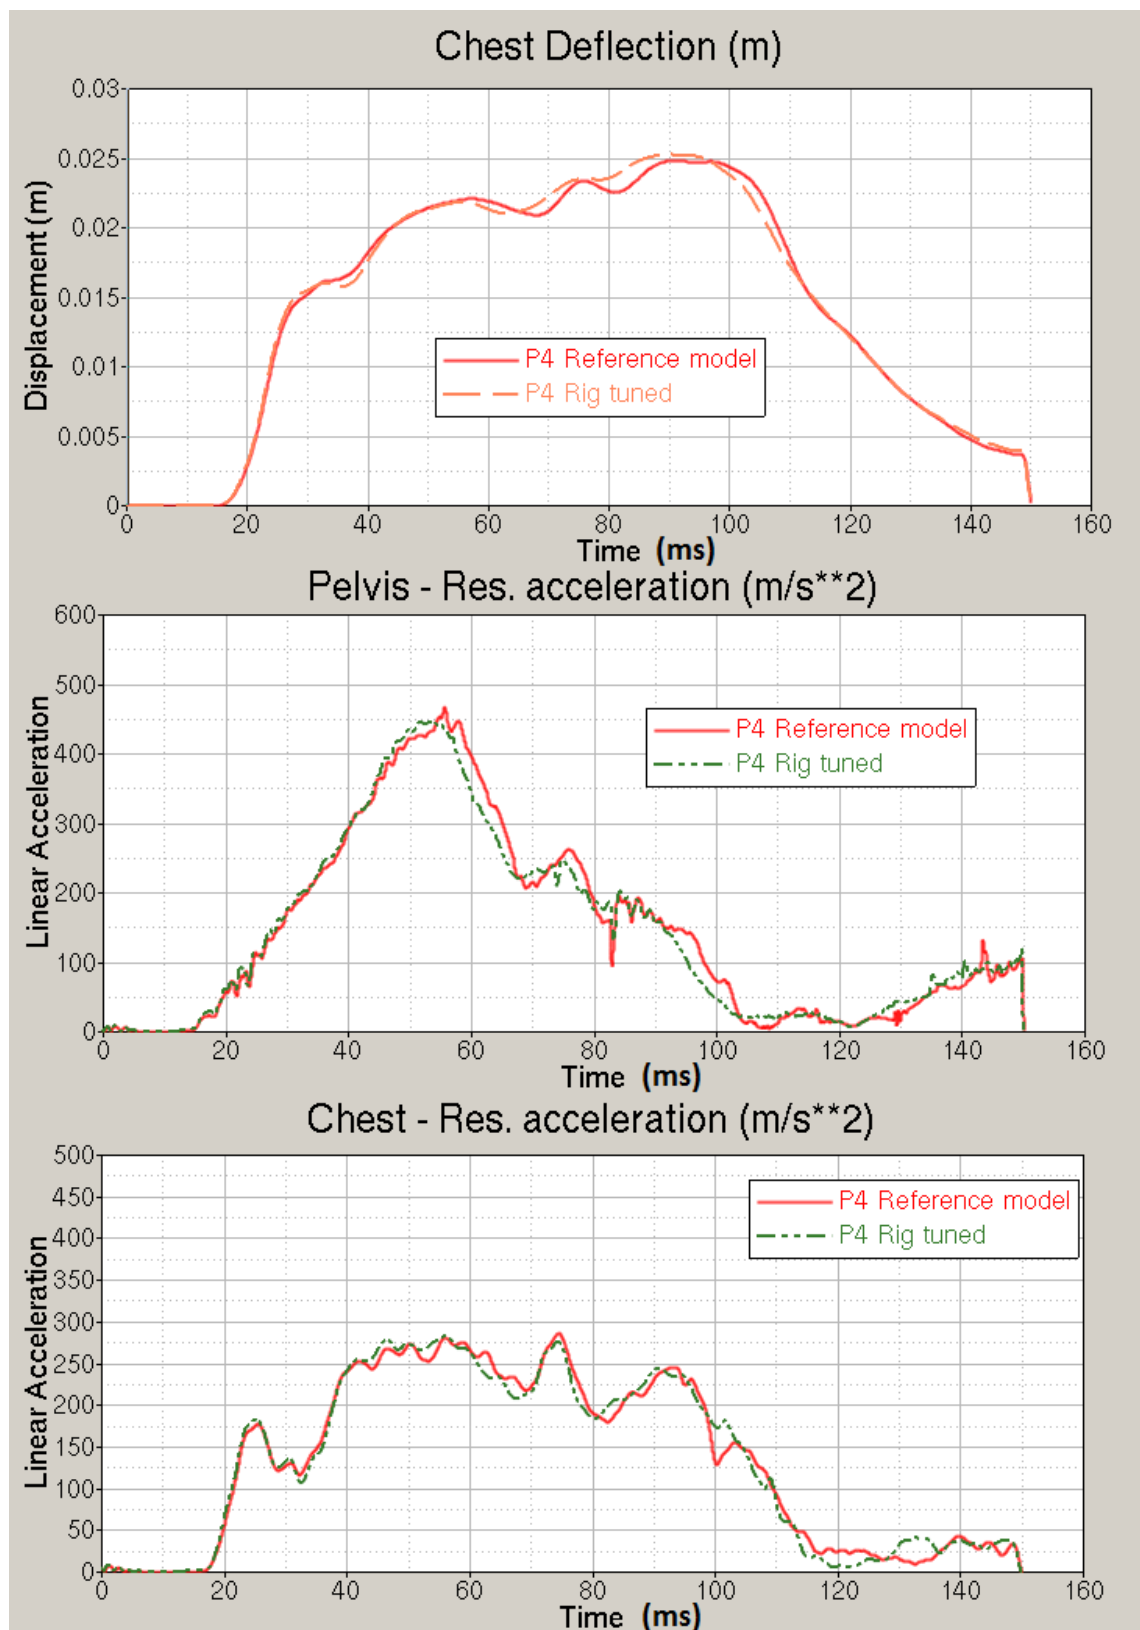 Chest Deflection (m)
0.03
0.025
0.02
0.015
0.01
0.005
0
Displacement (m)
P4 Reference model
P4 Rig tuned
0 20 40 60 80 100 120 140 160
Time (ms)
Pelvis - Res. acceleration (m/s**2)
600
500
400
300
200
100
0
Linear Acceleration
P4 Reference model
P4 Rig tuned
0 20 40 60 80 100 120 140 160
Time (ms)
Chest - Res. acceleration (m/s**2)
500
450
400
350
300
250
200
150
100
50
0
Linear Acceleration
P4 Reference model
P4 Rig tuned
0 20 40 60 80 100 120 140 160
Time (ms)